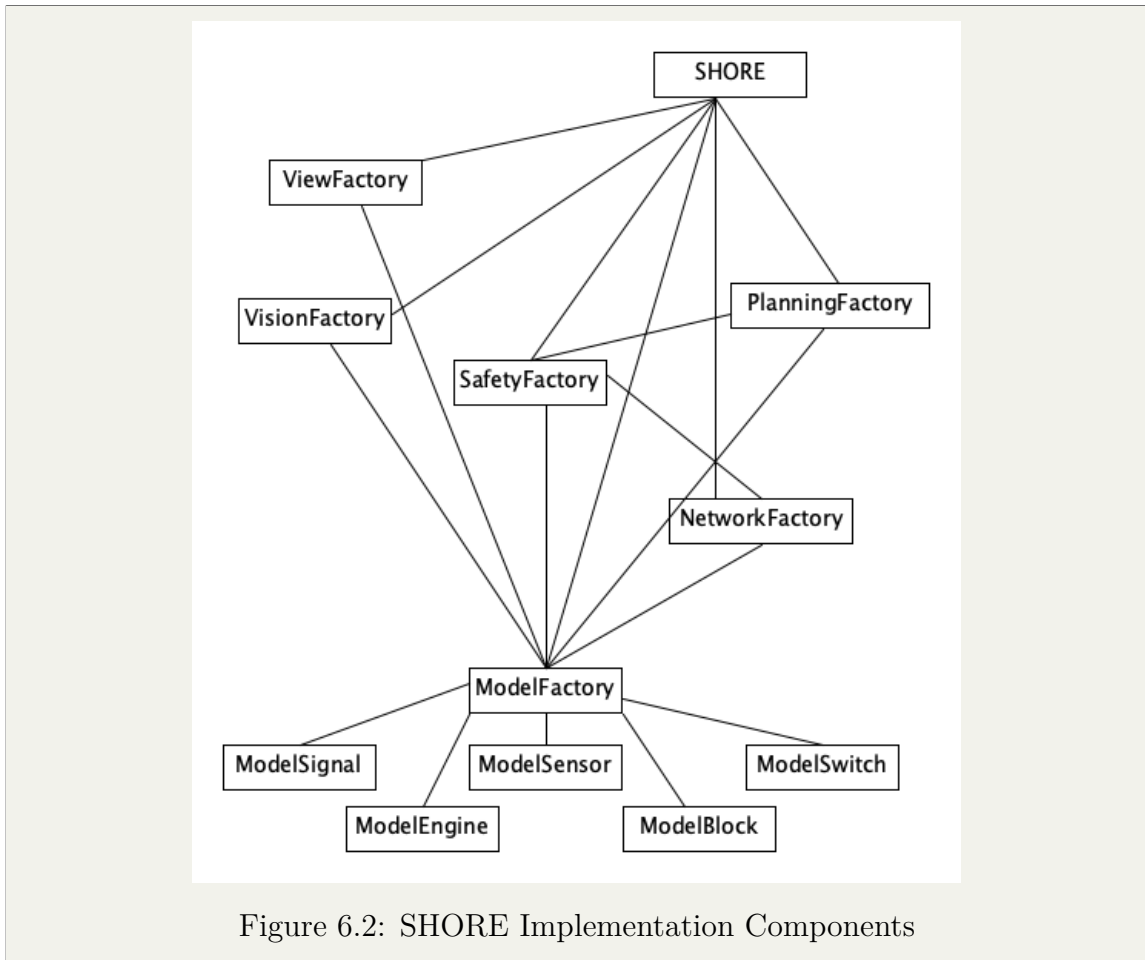 SHORE
ViewFactory
PlanningFactory
VisionFactory
SafetyFactory
NetworkFactory
ModelFactory
ModelSignal
ModelSensor
ModelSwitch
ModelEngine
ModelBlock
Figure 6.2: SHORE Implementation Components